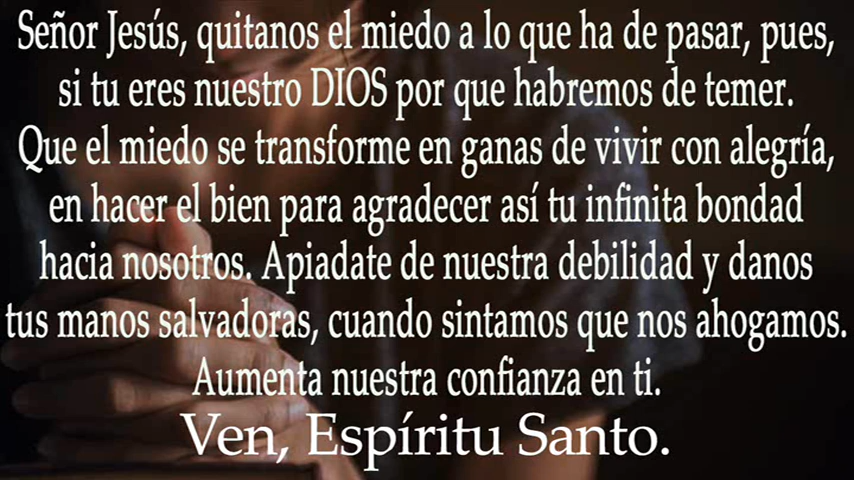 Señor Jesús, quitanos el miedo a lo que ha de pasar, pues,
si tu eres nuestro DIOS por que habremos de temer.
Que el miedo se transforme en ganas de vivir con alegría,
en hacer el bien para agradecer así tu infinita bondad
hacia nosotros. Apiadate de nuestra debilidad y danos
tus manos salvadoras, cuando sintamos que nos ahogamos.
Aumenta nuestra confianza en ti.
Ven, Espíritu Santo.